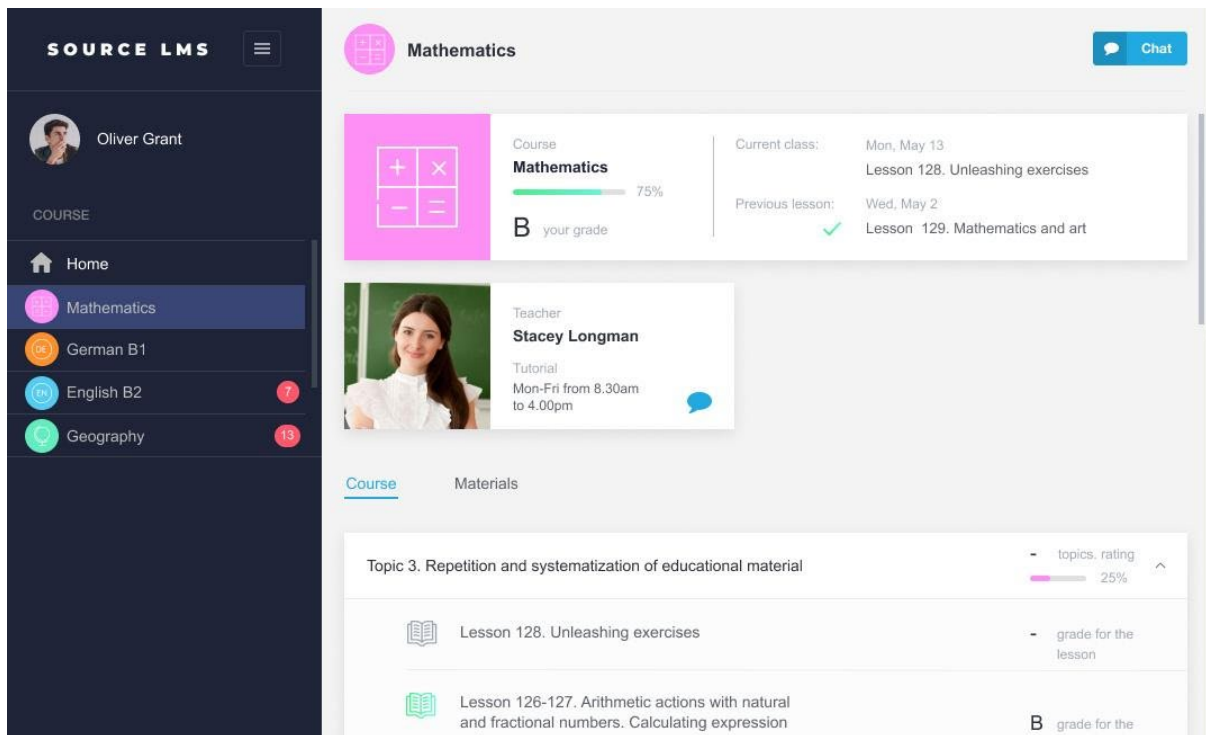 SOURCE LMS
Mathematics
Chat
Oliver Grant
COURSE
Home
Mathematics
DE
German B1
EN
English B2
7
Geography
13
Course
Mathematics
75%
B your grade
Current class:
Mon, May 13
Lesson 128. Unleashing exercises
Previous lesson:
Wed, May 2
Lesson 129. Mathematics and art
Teacher
Stacey Longman
Tutorial
Mon-Fri from 8.30am
to 4.00pm
Course
Materials
Topic 3. Repetition and systematization of educational material
- topics. rating
25%
Lesson 128. Unleashing exercises
- grade for the
lesson
Lesson 126-127. Arithmetic actions with natural
and fractional numbers. Calculating expression
B grade for the